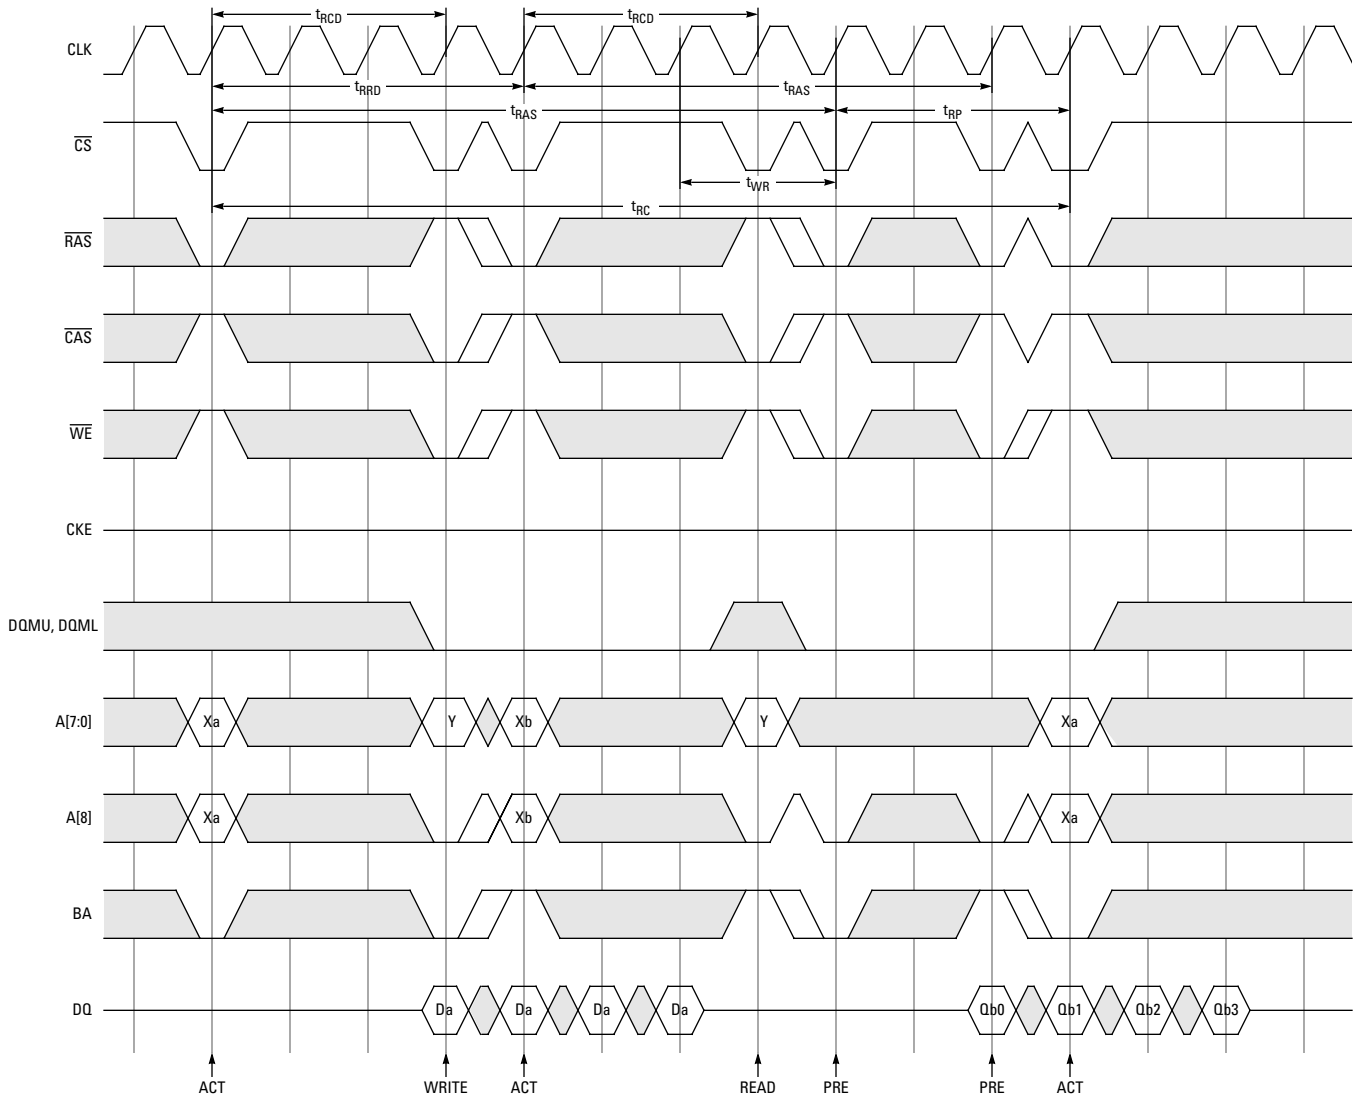 tRCD tRCD
CLK
tRRD tRAS
tRAS tRP
CS
tWR
tRC
RAS
CAS
WE
CKE
DQMU, DQML
A[7:0] Xa Y Xb Y Xa
A[8] Xa Xb Xa
BA
DQ Da Da Da Da Qb0 Qb1 Qb2 Qb3
ACT WRITE ACT READ PRE PRE ACT